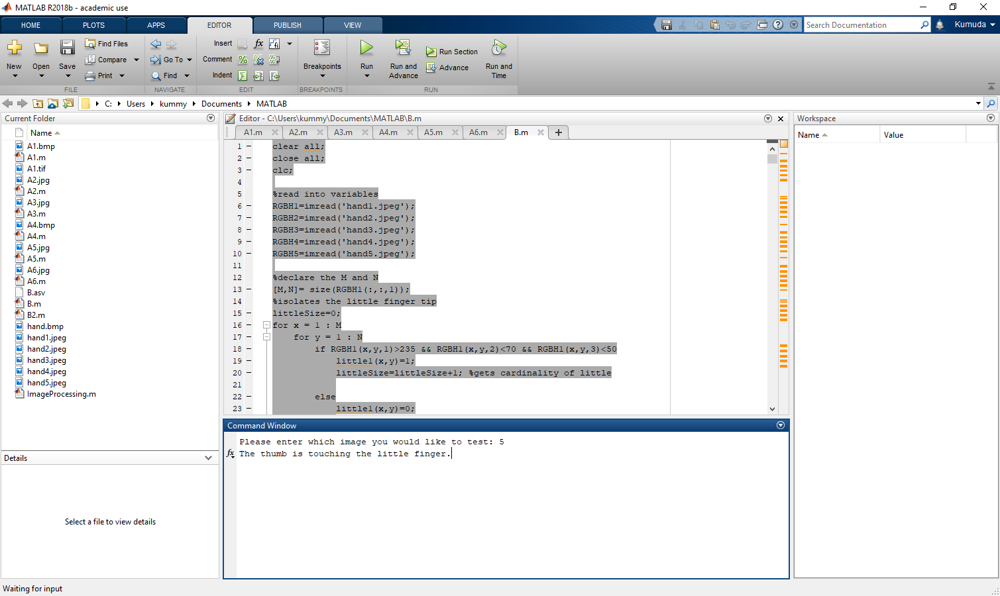 MATLAB R2018b - academic use
HOME PLOTS APPS EDITOR PUBLISH VIEW
Search Documentation
Kumuda
New
Open
Save
Find Files
Compare
Print
FILE
Go To
Find
NAVIGATE
Insert
Comment
Indent
EDIT
Breakpoints
BREAKPOINTS
Run
Run and Advance
Run Section
Advance
Run and Time
RUN
C: Users kummy Documents MATLAB
Current Folder
Name
A1.bmp
A1.m
A1.tif
A2.jpg
A2.m
A3.jpg
A3.m
A4.bmp
A4.m
A5.jpg
A5.m
A6.jpg
A6.m
B.asv
B.m
B2.m
hand.bmp
hand1.jpeg
hand2.jpeg
hand3.jpeg
hand4.jpeg
hand5.jpeg
ImageProcessing.m
Details
Select a file to view details
Editor - C:\Users\kummy\Documents\MATLAB\B.m
A1.m A2.m A3.m A4.m A5.m A6.m B.m
1 clear all;
2 close all;
3 clc;
4
5 %read into variables
6 RGBH1=imread('hand1.jpeg');
7 RGBH2=imread('hand2.jpeg');
8 RGBH3=imread('hand3.jpeg');
9 RGBH4=imread('hand4.jpeg');
10 RGBH5=imread('hand5.jpeg');
11
12 %declare the M and N
13 [M,N]= size(RGBH1(:,:,1));
14 %isolates the little finger tip
15 littleSize=0;
16 for x = 1 : M
17 for y = 1 : N
18 if RGBH1(x,y,1)>235 && RGBH1(x,y,2)<70 && RGBH1(x,y,3)<50
19 little1(x,y)=1;
20 littleSize=littleSize+1; %gets cardinality of little
21
22 else
23 little1(x,y)=0;
Command Window
Please enter which image you would like to test: 5
fx The thumb is touching the little finger.
Workspace
Name Value
Waiting for input